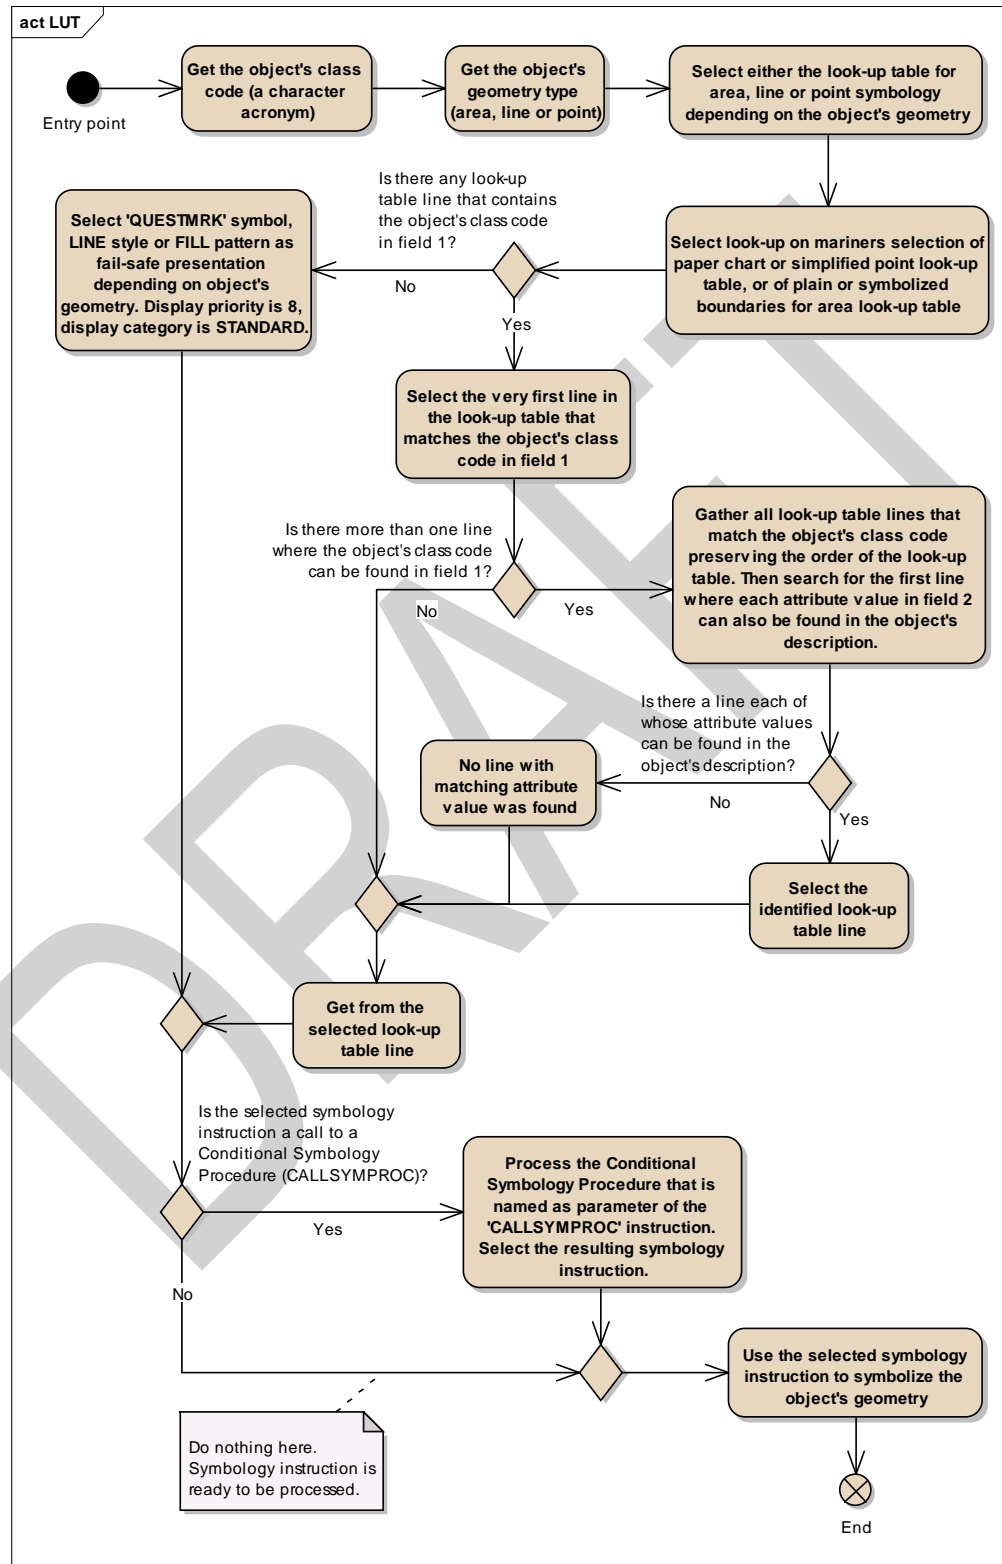 act LUT
Entry point
Get the object's class
code (a character
acronym)
Get the object's
geometry type
(area, line or point)
Select either the look-up table for
area, line or point symbology
depending on the object's geometry
Select look-up on mariners selection of
paper chart or simplified point look-up
table, or of plain or symbolized
boundaries for area look-up table
Is there any look-up
table line that contains
the object's class code
in field 1?
No
Yes
Select 'QUESTMRK' symbol,
LINE style or FILL pattern as
fail-safe presentation
depending on object's
geometry. Display priority is 8,
display category is STANDARD.
Select the very first line in
the look-up table that
matches the object's class
code in field 1
Is there more than one line
where the object's class code
can be found in field 1?
No
Yes
Gather all look-up table lines that
match the object's class code
preserving the order of the look-up
table. Then search for the first line
where each attribute value in field 2
can also be found in the object's
description.
Is there a line each of
whose attribute values
can be found in the
object's description?
No
Yes
No line with
matching attribute
value was found
Select the
identified look-up
table line
Get from the
selected look-up
table line
Is the selected symbology
instruction a call to a
Conditional Symbology
Procedure (CALLSYMPROC)?
Yes
No
Process the Conditional
Symbology Procedure that is
named as parameter of the
'CALLSYMPROC' instruction.
Select the resulting symbology
instruction.
Use the selected symbology
instruction to symbolize the
object's geometry
Do nothing here.
Symbology instruction is
ready to be processed.
End
DRAFT